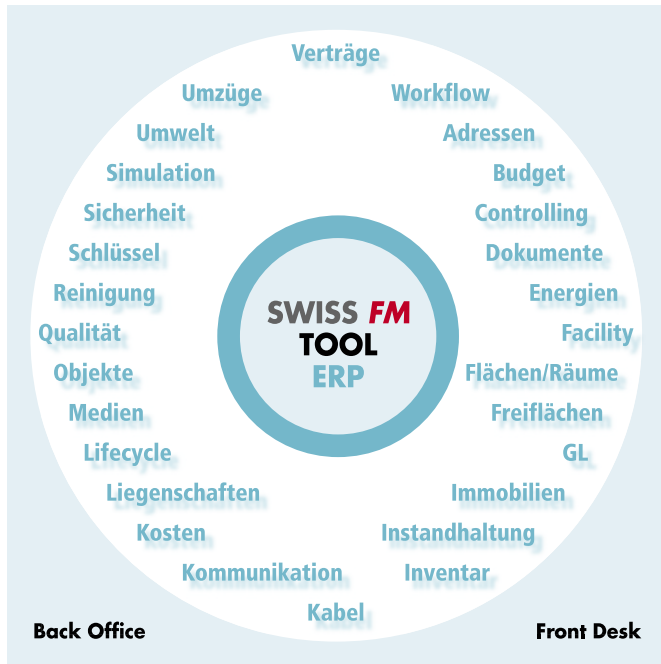 Verträge
Umzüge
Workflow
Umwelt
Adressen
Simulation
Budget
Sicherheit
Controlling
Schlüssel
Dokumente
Reinigung
Energien
SWISS FM
TOOL
ERP
Qualität
Facility
Objekte
Flächen/Räume
Medien
Freiflächen
Lifecycle
GL
Liegenschaften
Immobilien
Kosten
Instandhaltung
Kommunikation
Inventar
Kabel
Back Office
Front Desk